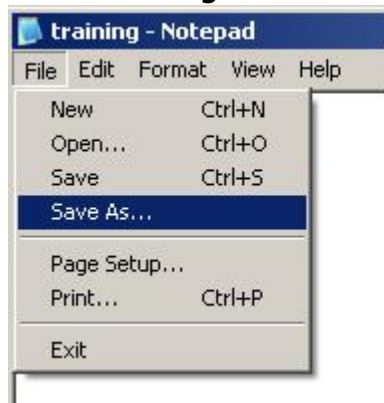 training - Notepad
File Edit Format View Help
New Ctrl+N
Open... Ctrl+O
Save Ctrl+S
Save As...
Page Setup...
Print... Ctrl+P
Exit